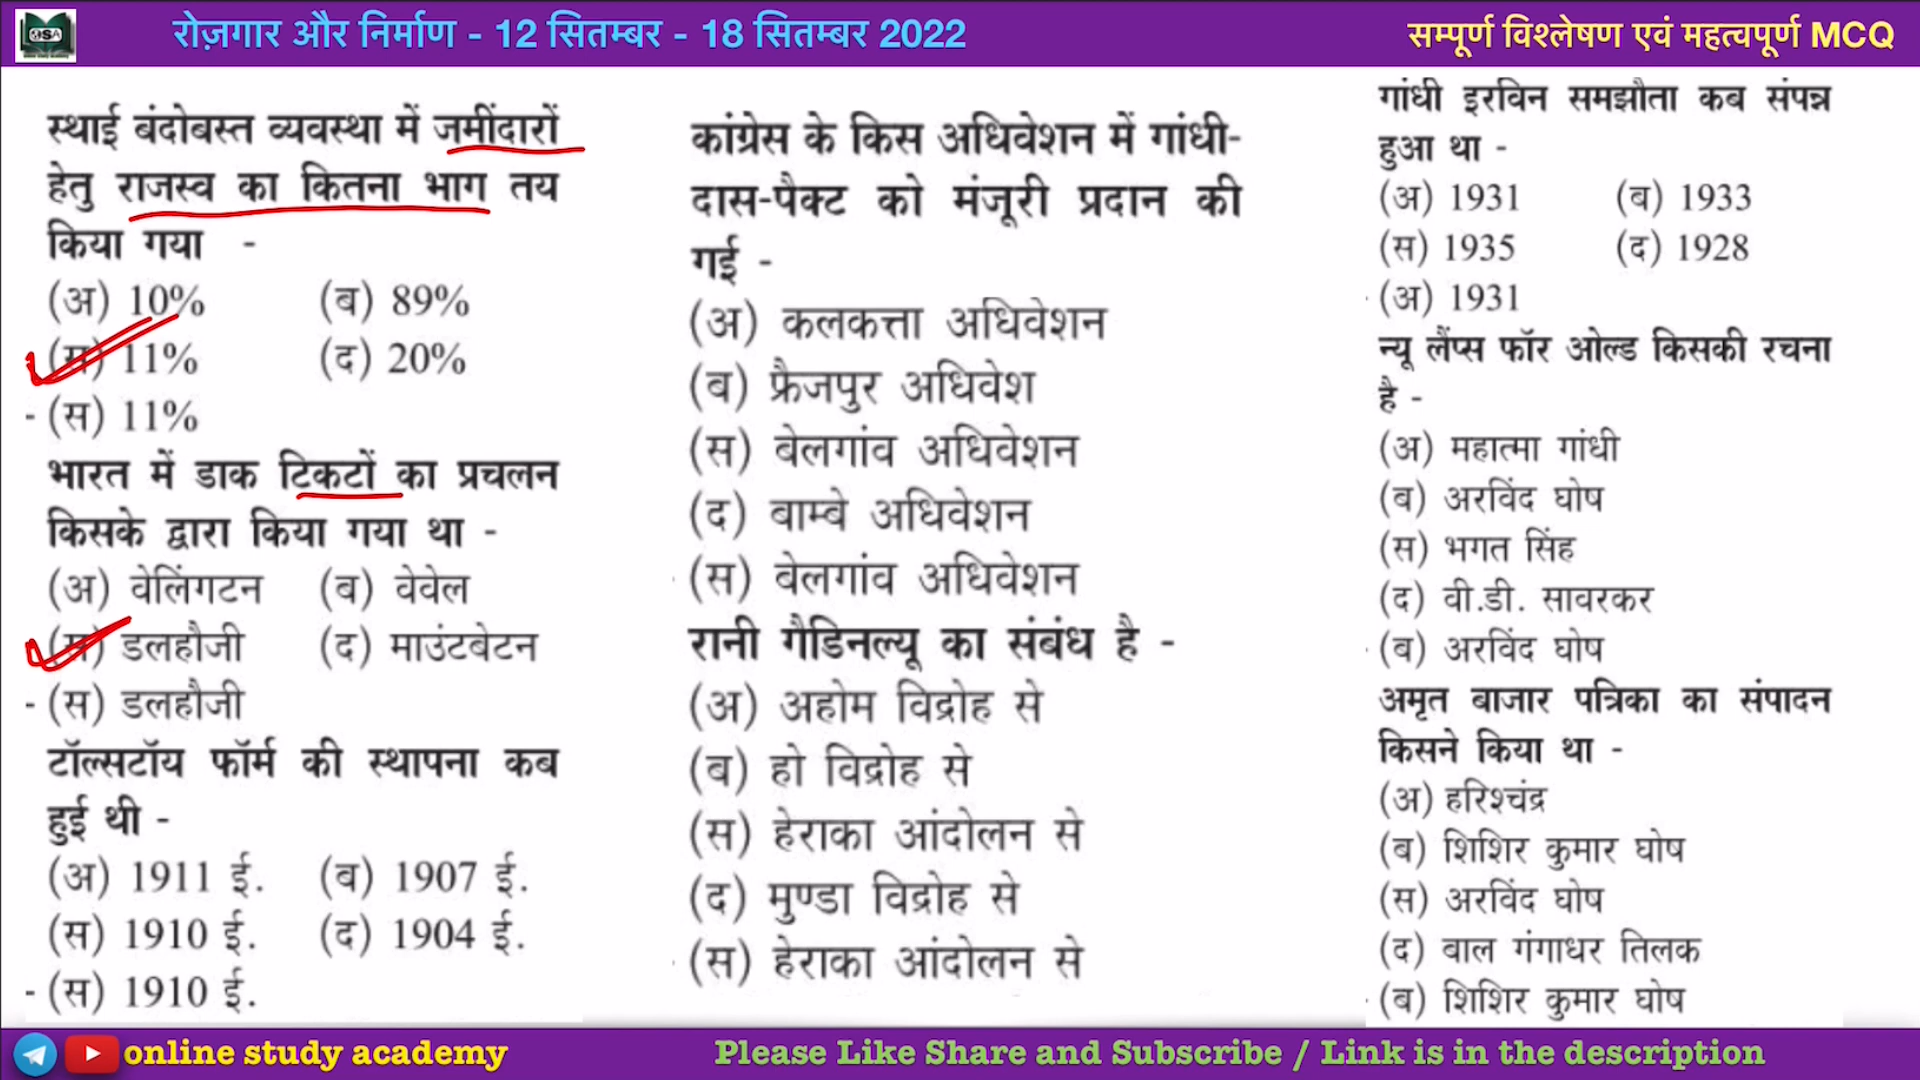 OSA
रोज़गार और निर्माण - 12 सितम्बर - 18 सितम्बर 2022
सम्पूर्ण विश्लेषण एवं महत्वपूर्ण MCQ
स्थाई बंदोबस्त व्यवस्था में जमींदारों
हेतु राजस्व का कितना भाग तय
किया गया -
(अ) 10% (ब) 89%
(स) 11% (द) 20%
- (स) 11%
भारत में डाक टिकटों का प्रचलन
किसके द्वारा किया गया था -
(अ) वेलिंगटन (ब) वेवेल
(स) डलहौजी (द) माउंटबेटन
- (स) डलहौजी
टॉल्सटॉय फॉर्म की स्थापना कब
हुई थी -
(अ) 1911 ई. (ब) 1907 ई.
(स) 1910 ई. (द) 1904 ई.
- (स) 1910 ई.
कांग्रेस के किस अधिवेशन में गांधी-
दास-पैक्ट को मंजूरी प्रदान की
गई -
(अ) कलकत्ता अधिवेशन
(ब) फ्रैजपुर अधिवेश
(स) बेलगांव अधिवेशन
(द) बाम्बे अधिवेशन
(स) बेलगांव अधिवेशन
रानी गैडिनल्यू का संबंध है -
(अ) अहोम विद्रोह से
(ब) हो विद्रोह से
(स) हेराका आंदोलन से
(द) मुण्डा विद्रोह से
(स) हेराका आंदोलन से
गांधी इरविन समझौता कब संपन्न
हुआ था -
(अ) 1931 (ब) 1933
(स) 1935 (द) 1928
(अ) 1931
न्यू लैंप्स फॉर ओल्ड किसकी रचना
है -
(अ) महात्मा गांधी
(ब) अरविंद घोष
(स) भगत सिंह
(द) वी.डी. सावरकर
(ब) अरविंद घोष
अमृत बाजार पत्रिका का संपादन
किसने किया था -
(अ) हरिश्चंद्र
(ब) शिशिर कुमार घोष
(स) अरविंद घोष
(द) बाल गंगाधर तिलक
(ब) शिशिर कुमार घोष
online study academy
Please Like Share and Subscribe / Link is in the description